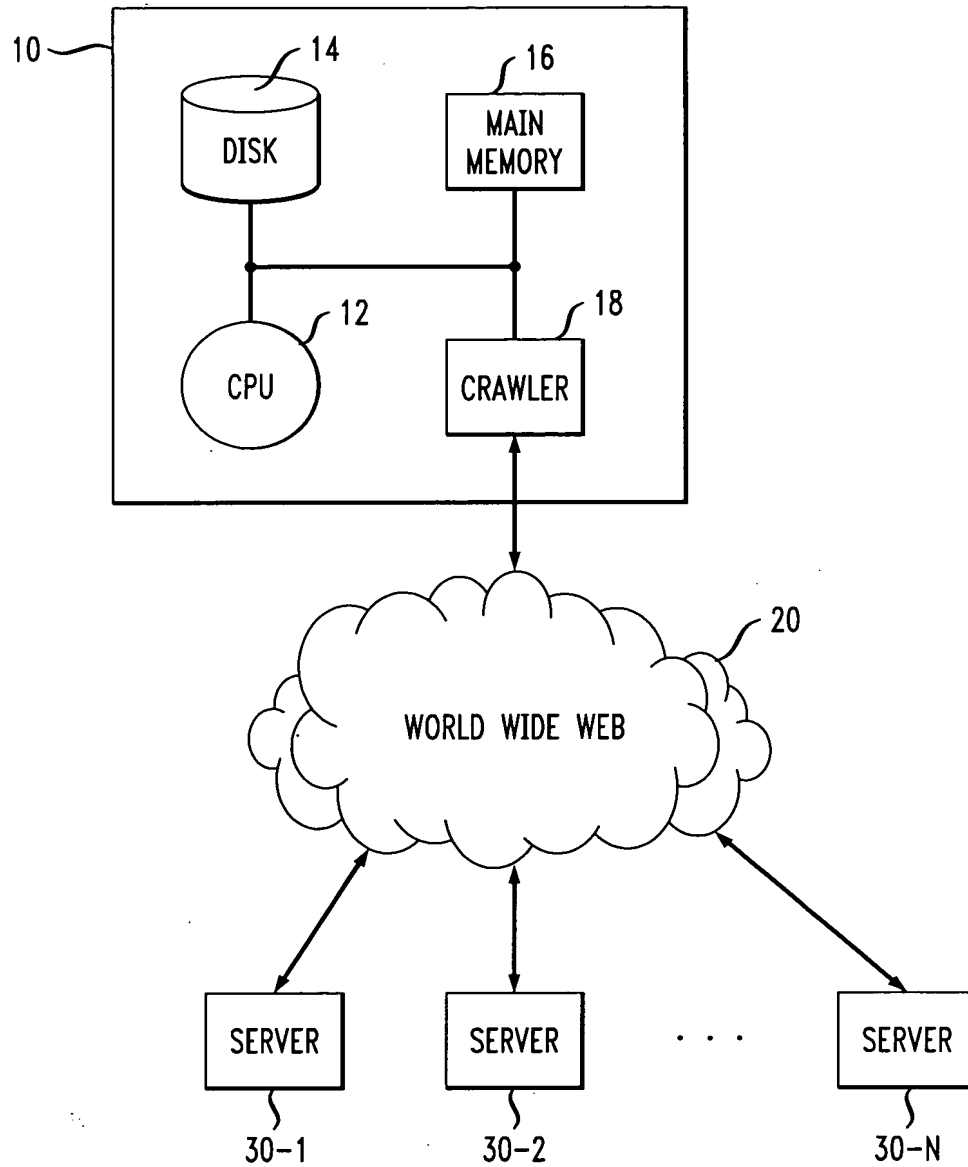 10
14
16
DISK
MAIN
MEMORY
12
18
CPU
CRAWLER
20
WORLD WIDE WEB
SERVER
SERVER
. . .
SERVER
30-1
30-2
30-N